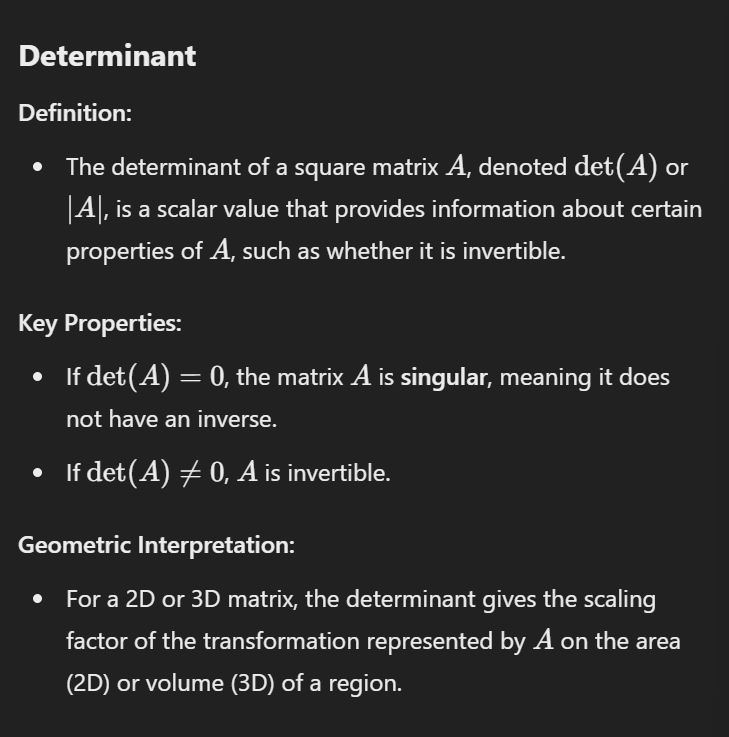 Determinant
Definition:
• The determinant of a square matrix A, denoted det(A) or
|A|, is a scalar value that provides information about certain
properties of A, such as whether it is invertible.
Key Properties:
• If det(A) = 0, the matrix A is singular, meaning it does
not have an inverse.
• If det(A) ≠ 0, A is invertible.
Geometric Interpretation:
• For a 2D or 3D matrix, the determinant gives the scaling
factor of the transformation represented by A on the area
(2D) or volume (3D) of a region.